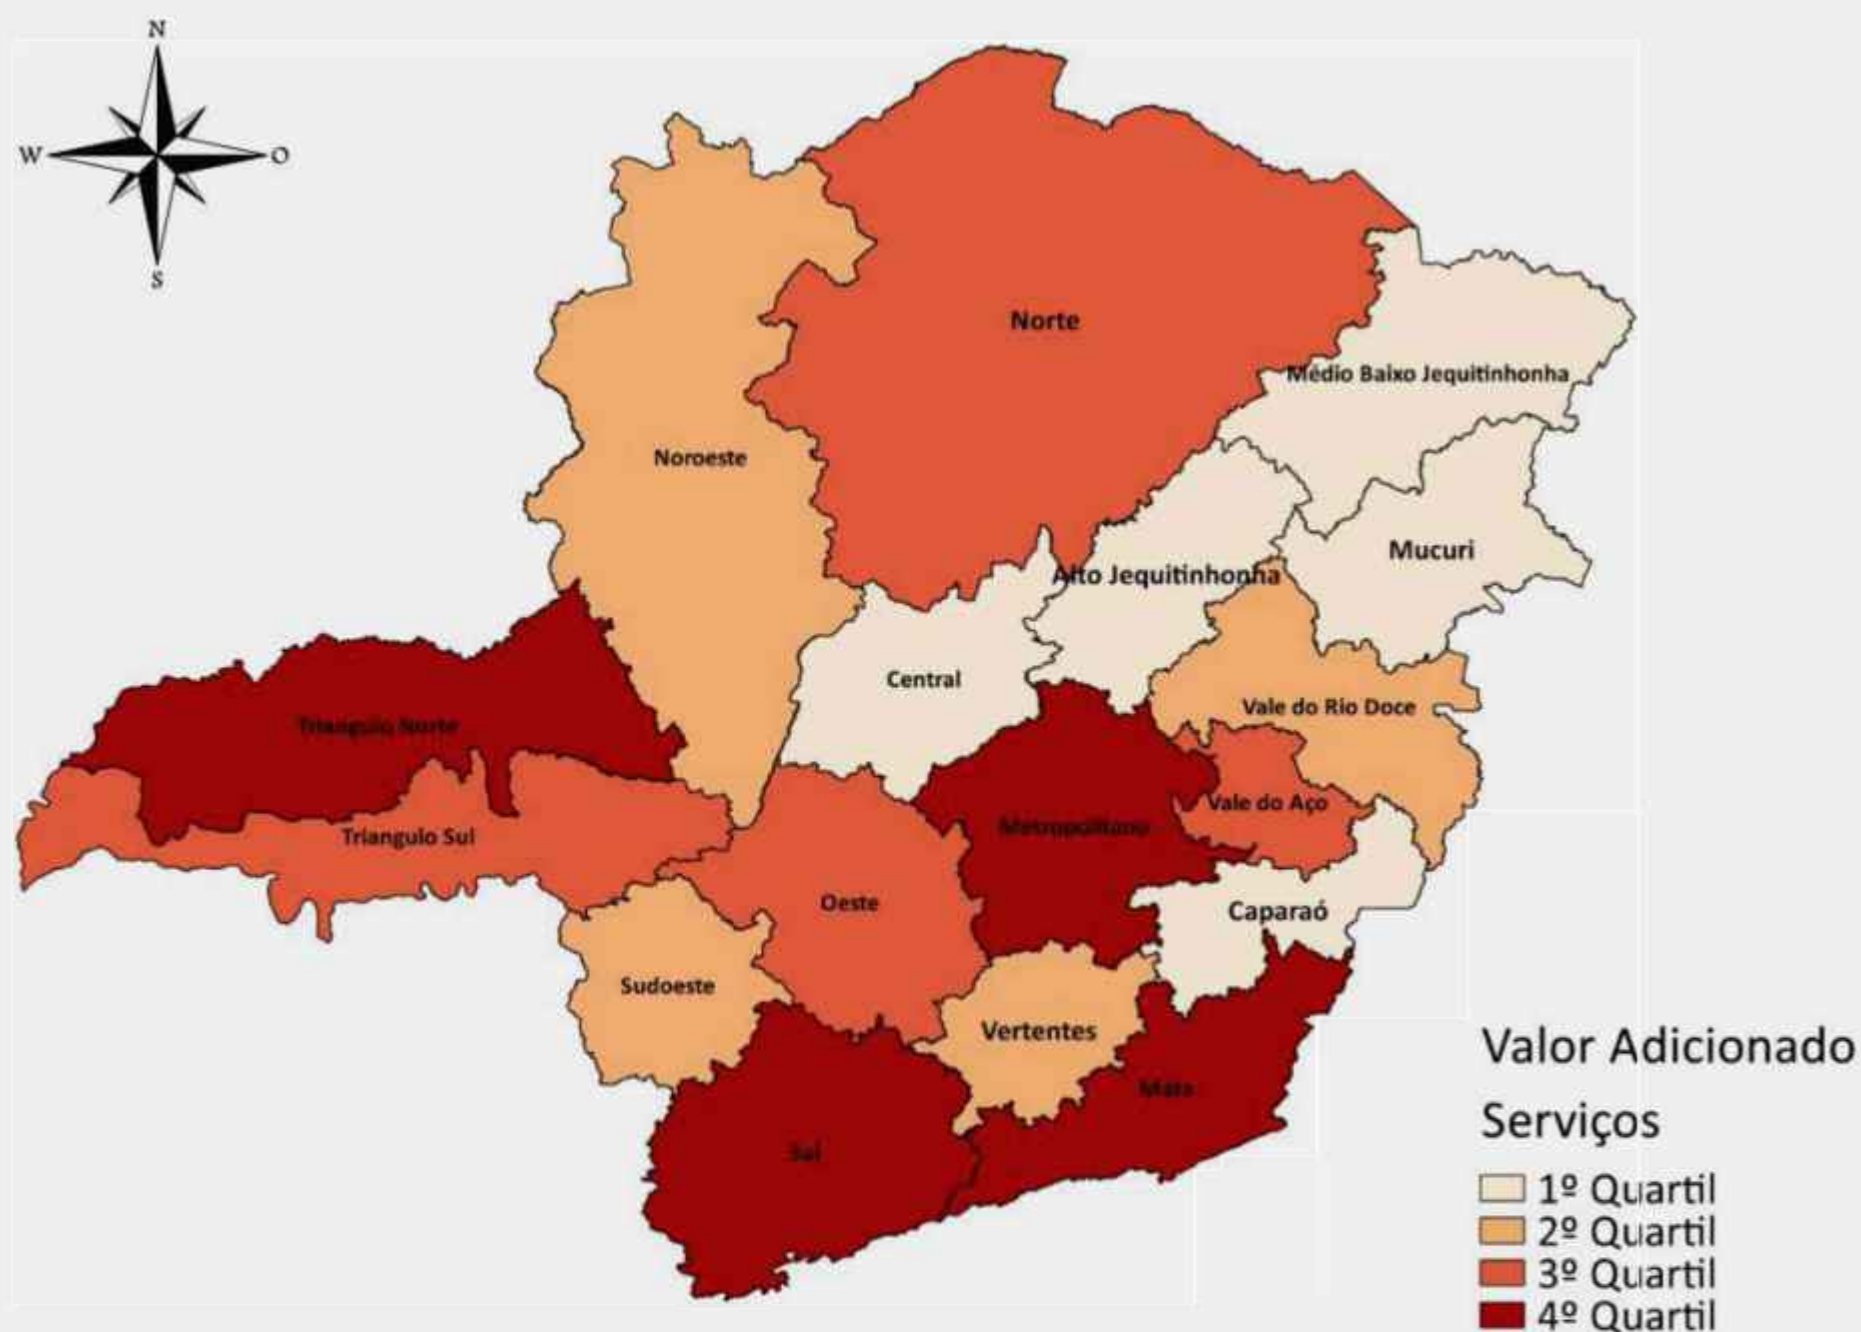 N
W
O
S
Norte
Médio Baixo Jequitinhonha
Noroeste
Mucuri
Alto Jequitinhonha
Central
Vale do Rio Doce
Triangulo Norte
Vale do Aço
Metropolitano
Triangulo Sul
Oeste
Caparaó
Sudoeste
Vertentes
Mata
Sul
Valor Adicionado
Serviços
1º Quartil
2º Quartil
3º Quartil
4º Quartil